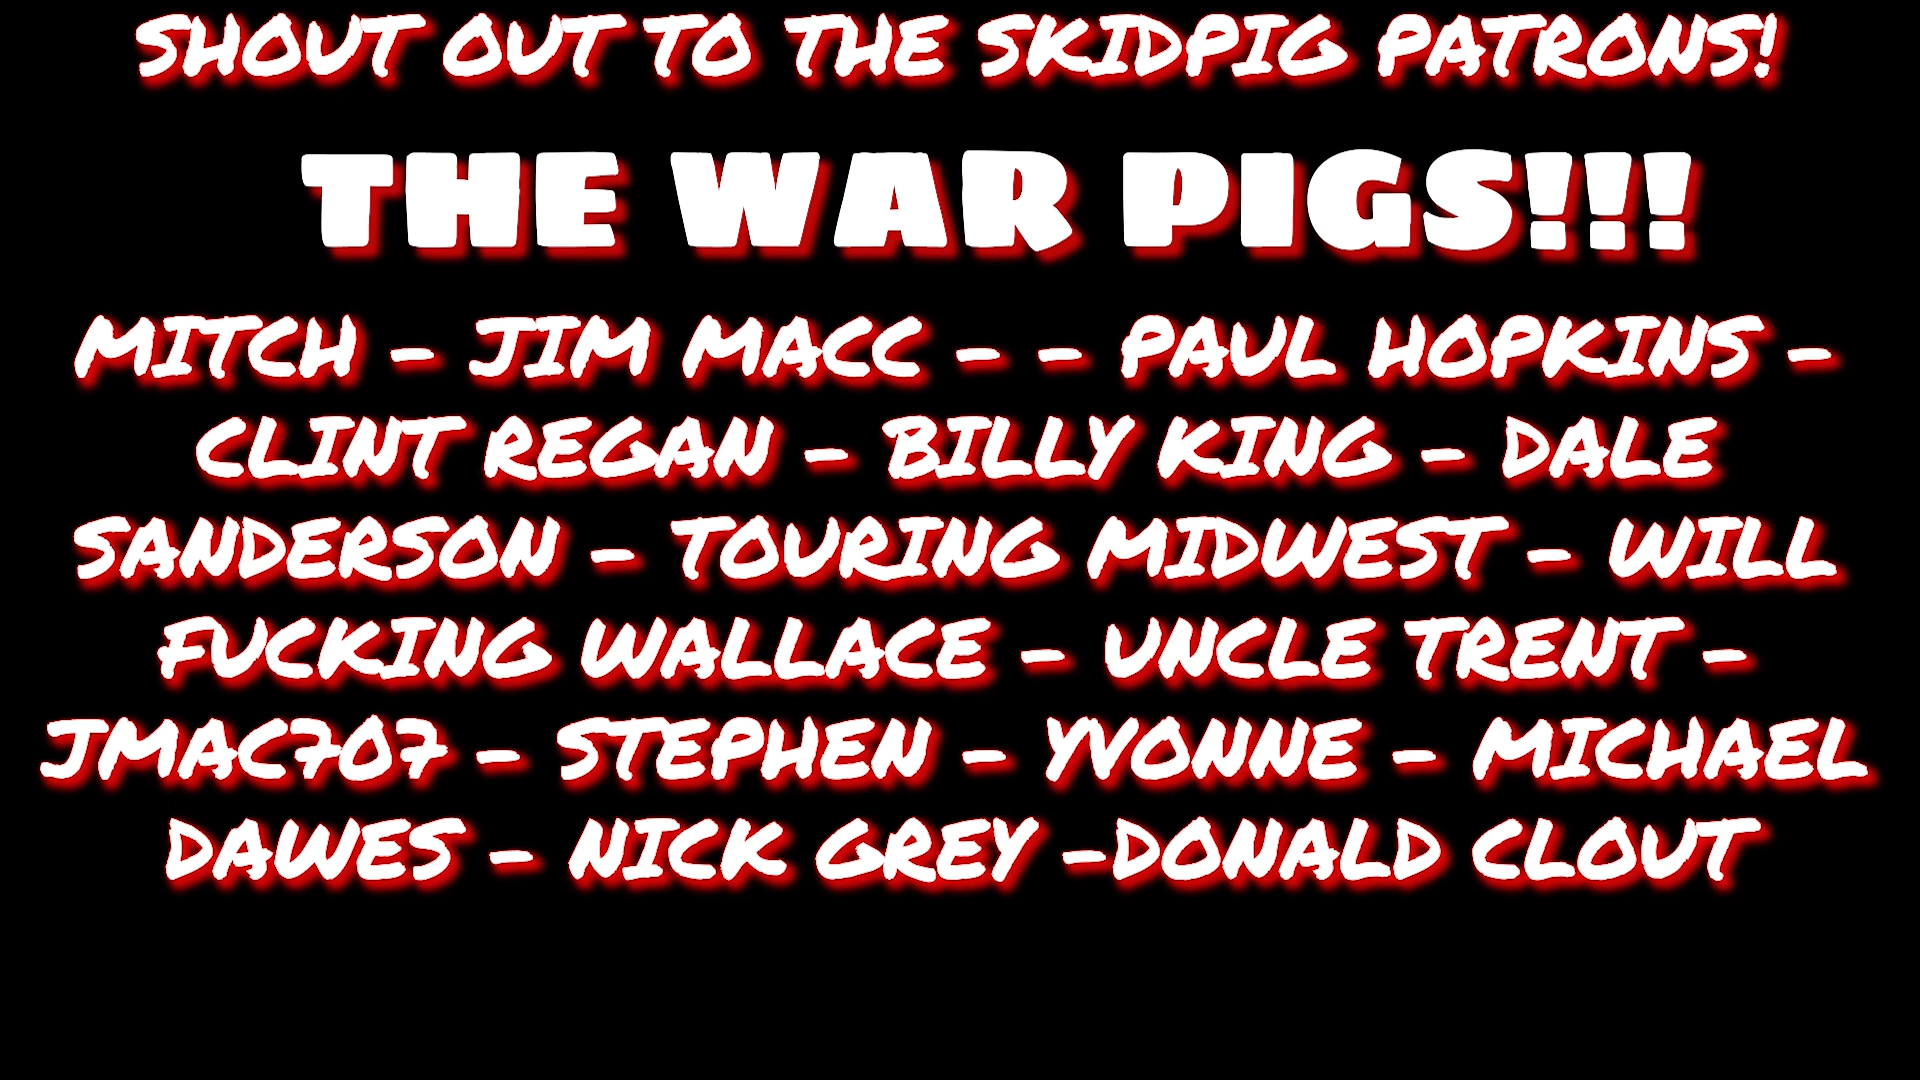 SHOUT OUT TO THE SKIDPIG PATRONS!
THE WAR PIGS!!!
MITCH - JIM MACC - - PAUL HOPKINS -
CLINT REGAN - BILLY KING - DALE
SANDERSON - TOURING MIDWEST - WILL
FUCKING WALLACE - UNCLE TRENT -
JMAC707 - STEPHEN - YVONNE - MICHAEL
DAWES - NICK GREY -DONALD CLOUT